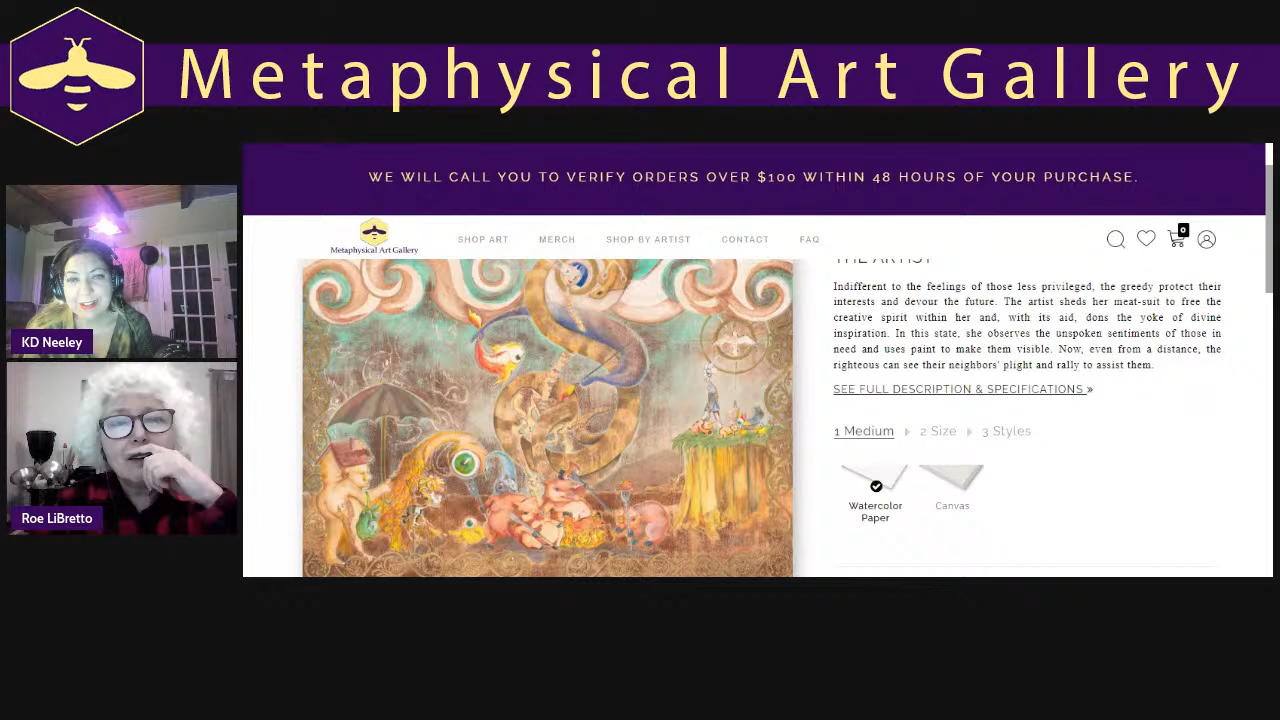 Metaphysical Art Gallery
WE WILL CALL YOU TO VERIFY ORDERS OVER $100 WITHIN 48 HOURS OF YOUR PURCHASE.
Metaphysical Art Gallery
SHOP ART
MERCH
SHOP BY ARTIST
CONTACT
FAQ
0
THE ARTIST
Indifferent to the feelings of those less privileged, the greedy protect their
interests and devour the future. The artist sheds her meat-suit to free the
creative spirit within her and, with its aid, dons the yoke of divine
inspiration. In this state, she observes the unspoken sentiments of those in
need and uses paint to make them visible. Now, even from a distance, the
righteous can see their neighbors' plight and rally to assist them.
SEE FULL DESCRIPTION & SPECIFICATIONS »
1 Medium
2 Size
3 Styles
Watercolor
Paper
Canvas
KD Neeley
Roe LiBretto